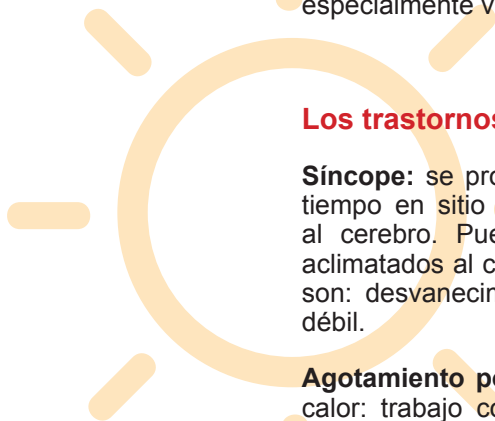 especialmente v
Los trastornos
Síncope: se pro
tiempo en sitio
al cerebro. Pue
aclimatados al c
son: desvanecin
débil.
Agotamiento po
calor: trabajo co